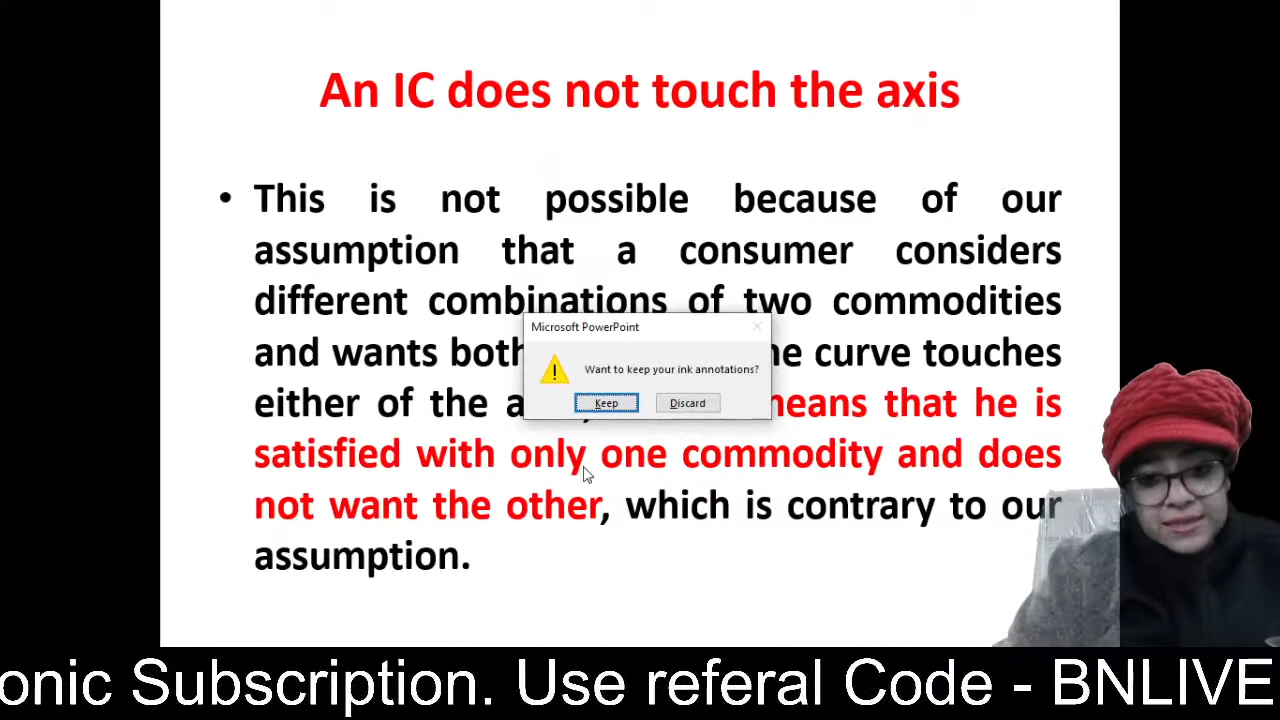 An IC does not touch the axis
• This is not possible because of our
assumption that a consumer considers
different combinations of two commodities
and wants both he curve touches
either of the a means that he is
satisfied with only one commodity and does
not want the other, which is contrary to our
assumption.
Microsoft PowerPoint
Want to keep your ink annotations?
Keep
Discard
onic Subscription. Use referal Code - BNLIVE